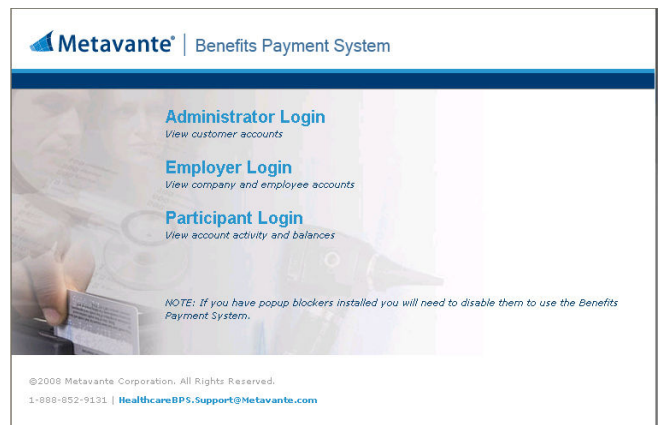 Metavante® | Benefits Payment System
Administrator Login
View customer accounts
Employer Login
View company and employee accounts
Participant Login
View account activity and balances
NOTE: If you have popup blockers installed you will need to disable them to use the Benefits
Payment System.
©2008 Metavante Corporation. All Rights Reserved.
1-888-852-9131 | HealthcareBPS.Support@Metavante.com